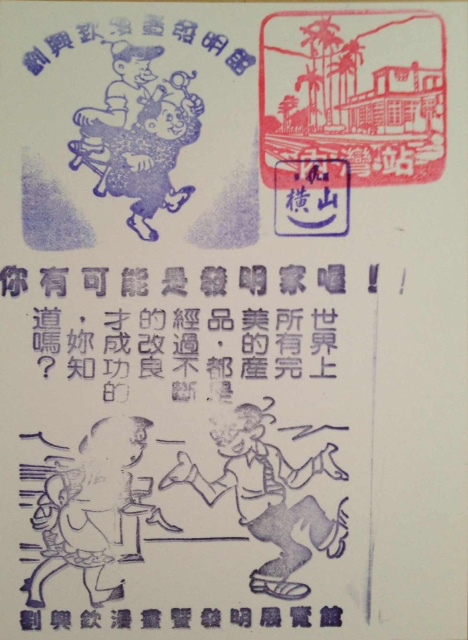 劉興欽漫畫發明館
內灣站
橫山
你有可能是發明家喔!
世界上
所有完
美的產
品,都是
經過不斷
的改良
才成功的
,妳知
道嗎?
劉興欽漫畫暨發明展覽館